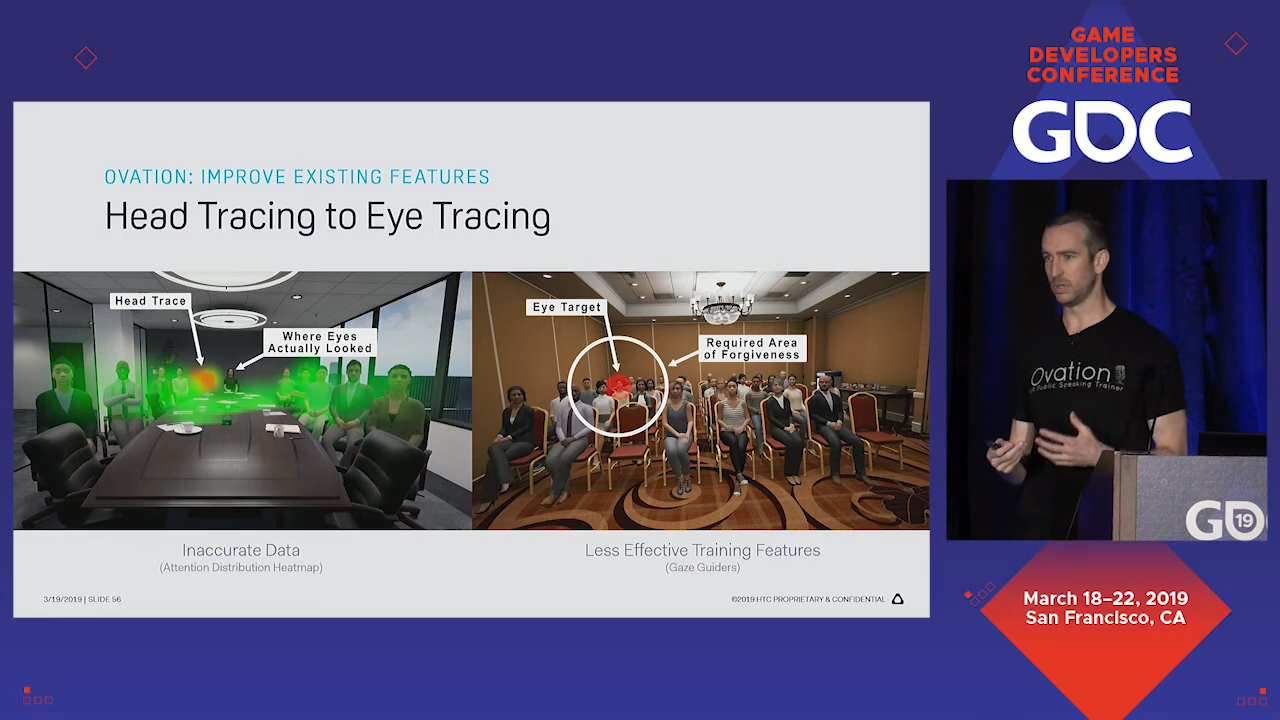 GAME
DEVELOPERS
CONFERENCE
GDC
OVATION: IMPROVE EXISTING FEATURES
Head Tracing to Eye Tracing
Head Trace
Where Eyes
Actually Looked
Eye Target
Required Area
of Forgiveness
Inaccurate Data
(Attention Distribution Heatmap)
Less Effective Training Features
(Gaze Guiders)
3/19/2019 | SLIDE 56
©2019 HTC PROPRIETARY & CONFIDENTIAL
Ovation
Public Speaking Trainer
GD
19
March 18–22, 2019
San Francisco, CA